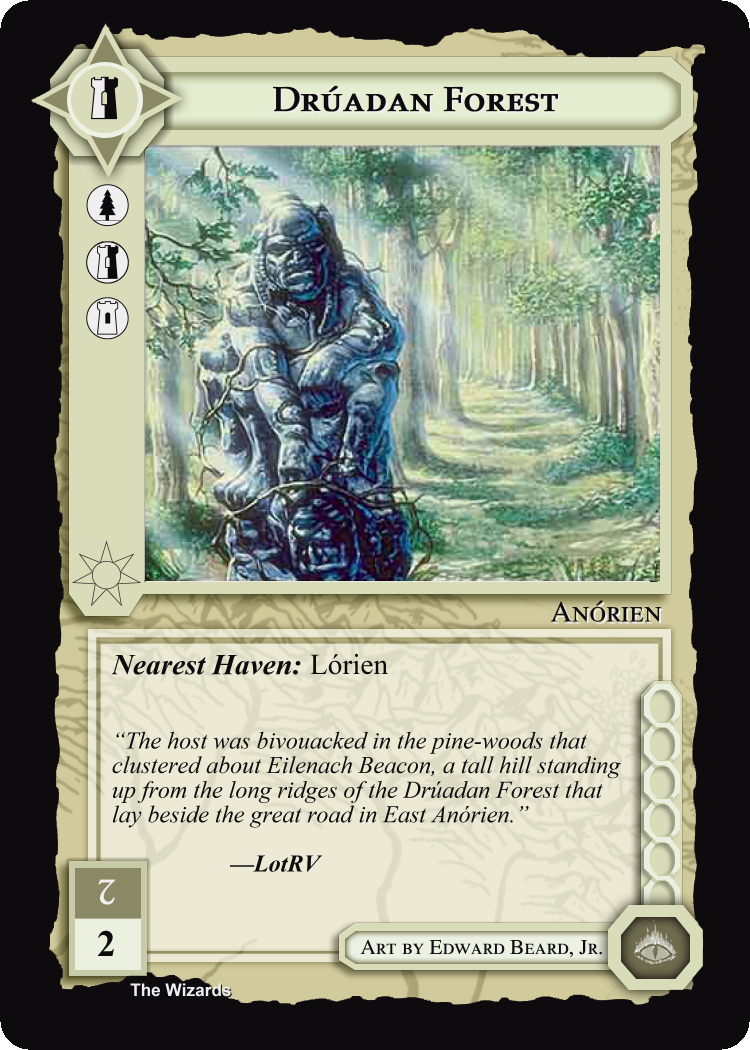 DRÚADAN FOREST
ANÓRIEN
Nearest Haven: Lórien
“The host was bivouacked in the pine-woods that
clustered about Eilenach Beacon, a tall hill standing
up from the long ridges of the Drúadan Forest that
lay beside the great road in East Anórien.”
—LotRV
2
2
ART BY EDWARD BEARD, JR.
The Wizards